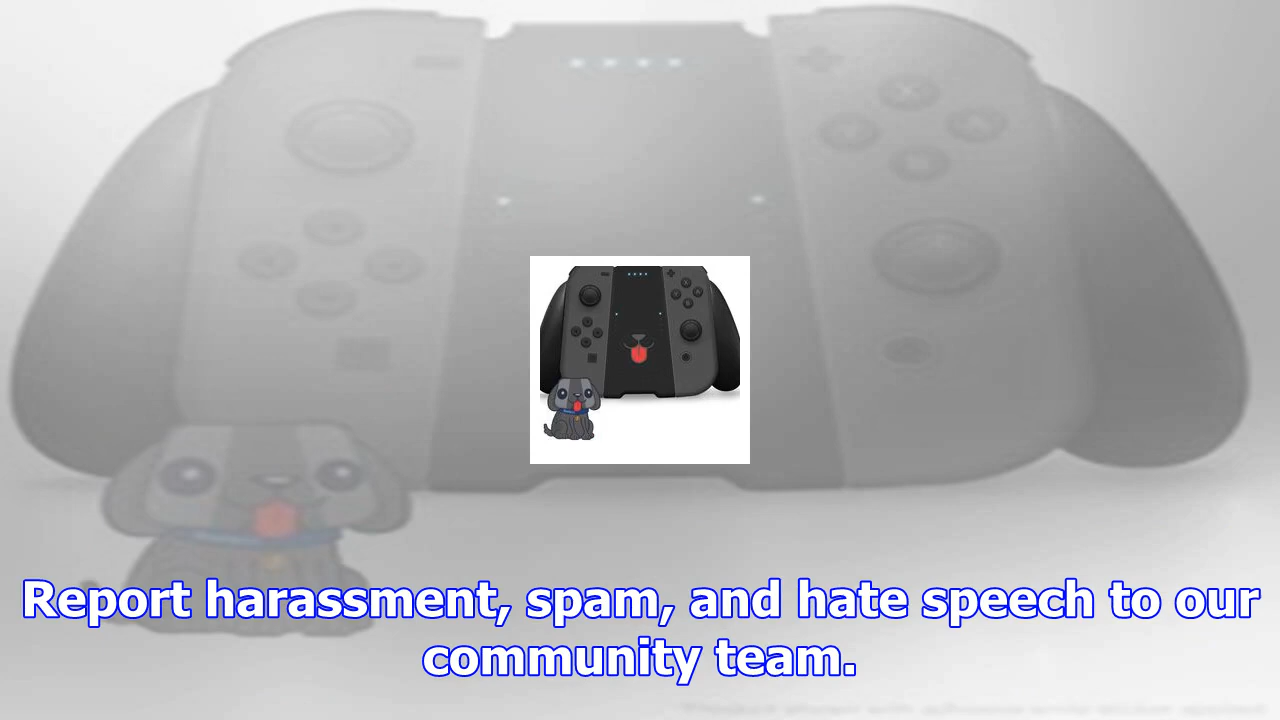 Report harassment, spam, and hate speech to our
community team.